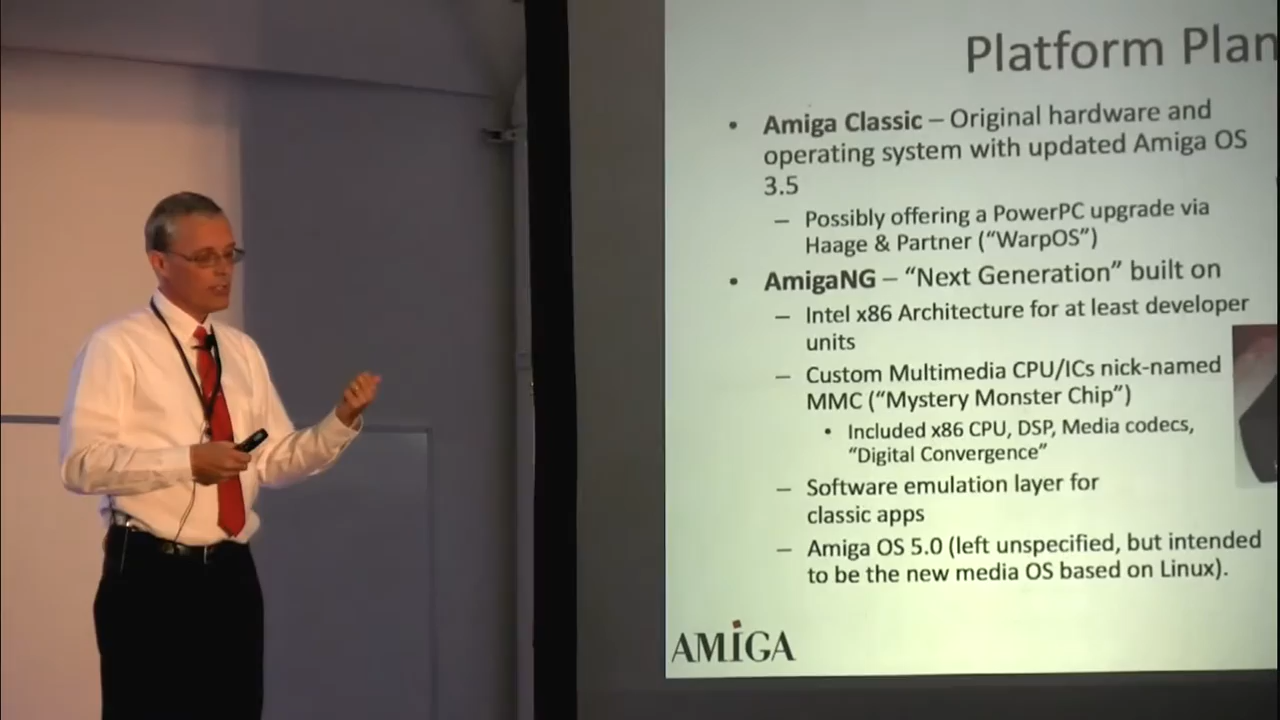 Platform Plan
• Amiga Classic – Original hardware and
operating system with updated Amiga OS
3.5
– Possibly offering a PowerPC upgrade via
Haage & Partner (“WarpOS”)
• AmigaNG – “Next Generation” built on
– Intel x86 Architecture for at least developer
units
– Custom Multimedia CPU/ICs nick-named
MMC (“Mystery Monster Chip”)
• Included x86 CPU, DSP, Media codecs,
“Digital Convergence”
– Software emulation layer for
classic apps
– Amiga OS 5.0 (left unspecified, but intended
to be the new media OS based on Linux).
AMIGA